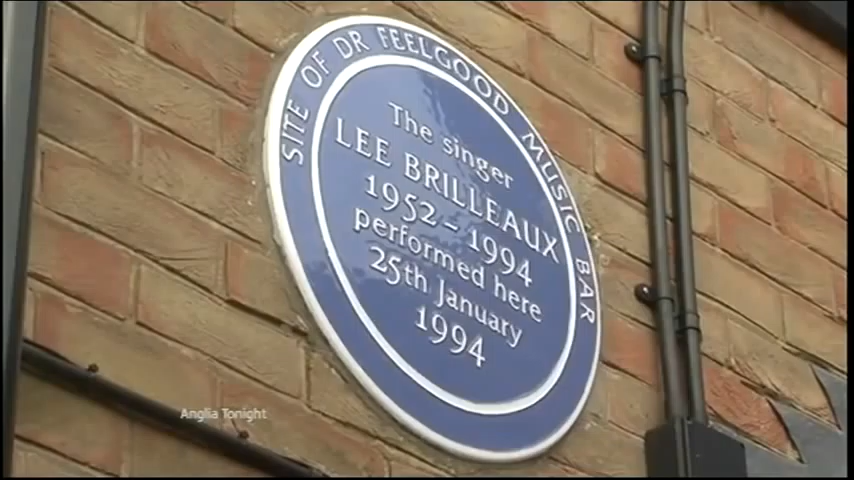 SITE OF DR FEELGOOD MUSIC BAR
The singer
LEE BRILLEAUX
1952 – 1994
performed here
25th January
1994
Anglia Tonight